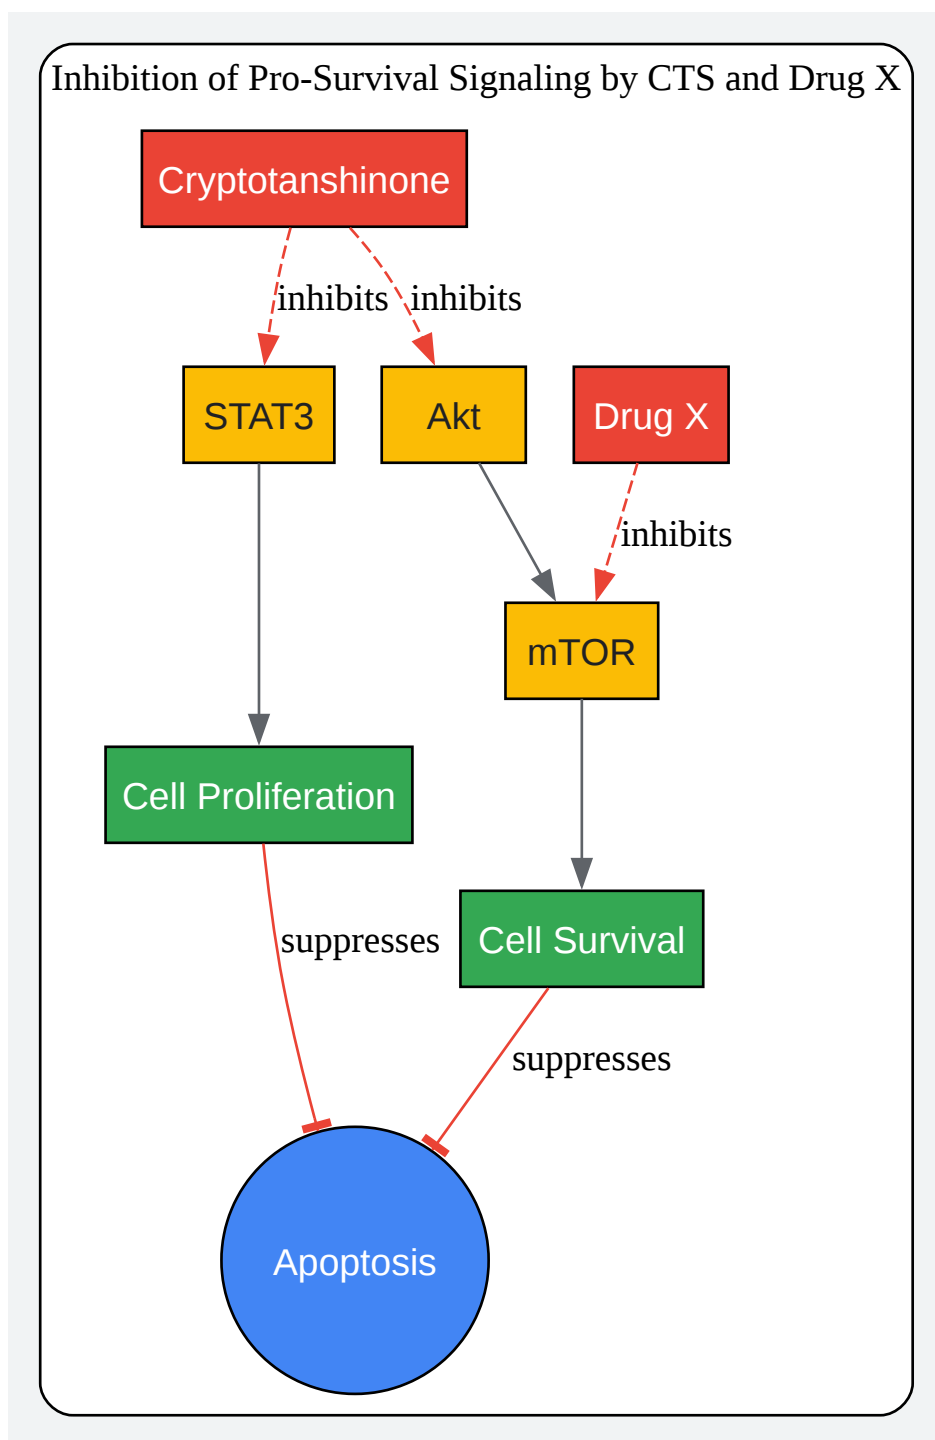 Inhibition of Pro-Survival Signaling by CTS and Drug X
Cryptotanshinone
inhibits
inhibits
STAT3
Akt
Drug X
inhibits
mTOR
Cell Proliferation
Cell Survival
suppresses
suppresses
Apoptosis